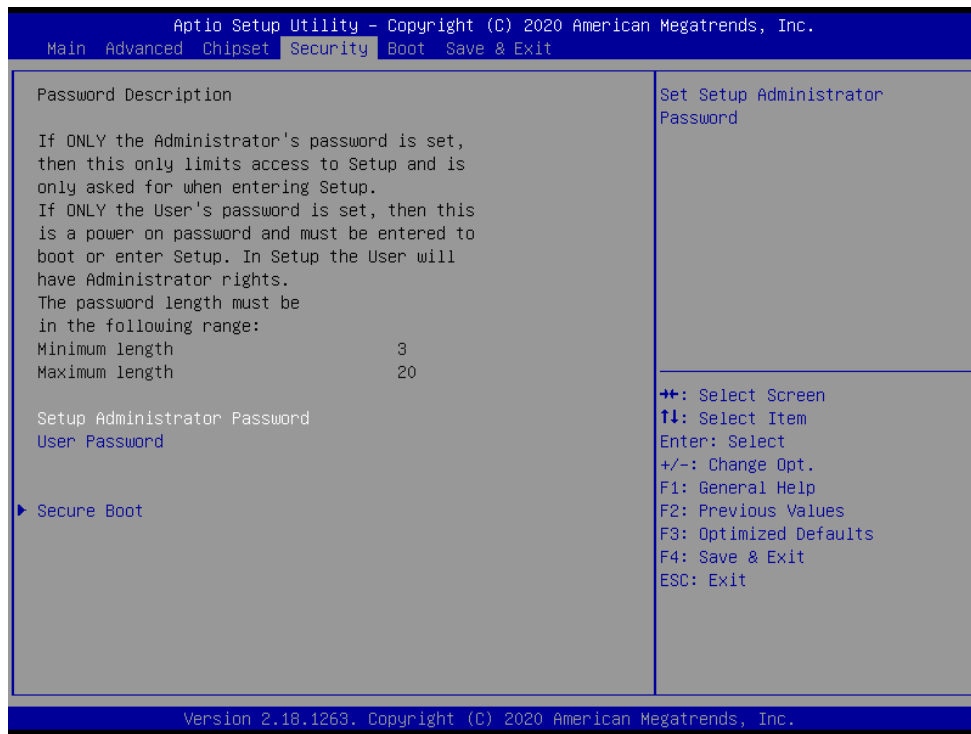 Aptio Setup Utility – Copyright (C) 2020 American Megatrends, Inc.
Main Advanced Chipset Security Boot Save & Exit
Password Description
If ONLY the Administrator's password is set,
then this only limits access to Setup and is
only asked for when entering Setup.
If ONLY the User's password is set, then this
is a power on password and must be entered to
boot or enter Setup. In Setup the User will
have Administrator rights.
The password length must be
in the following range:
Minimum length 3
Maximum length 20
Setup Administrator Password
User Password
Secure Boot
Set Setup Administrator
Password
→←: Select Screen
↑↓: Select Item
Enter: Select
+/-: Change Opt.
F1: General Help
F2: Previous Values
F3: Optimized Defaults
F4: Save & Exit
ESC: Exit
Version 2.18.1263. Copyright (C) 2020 American Megatrends, Inc.